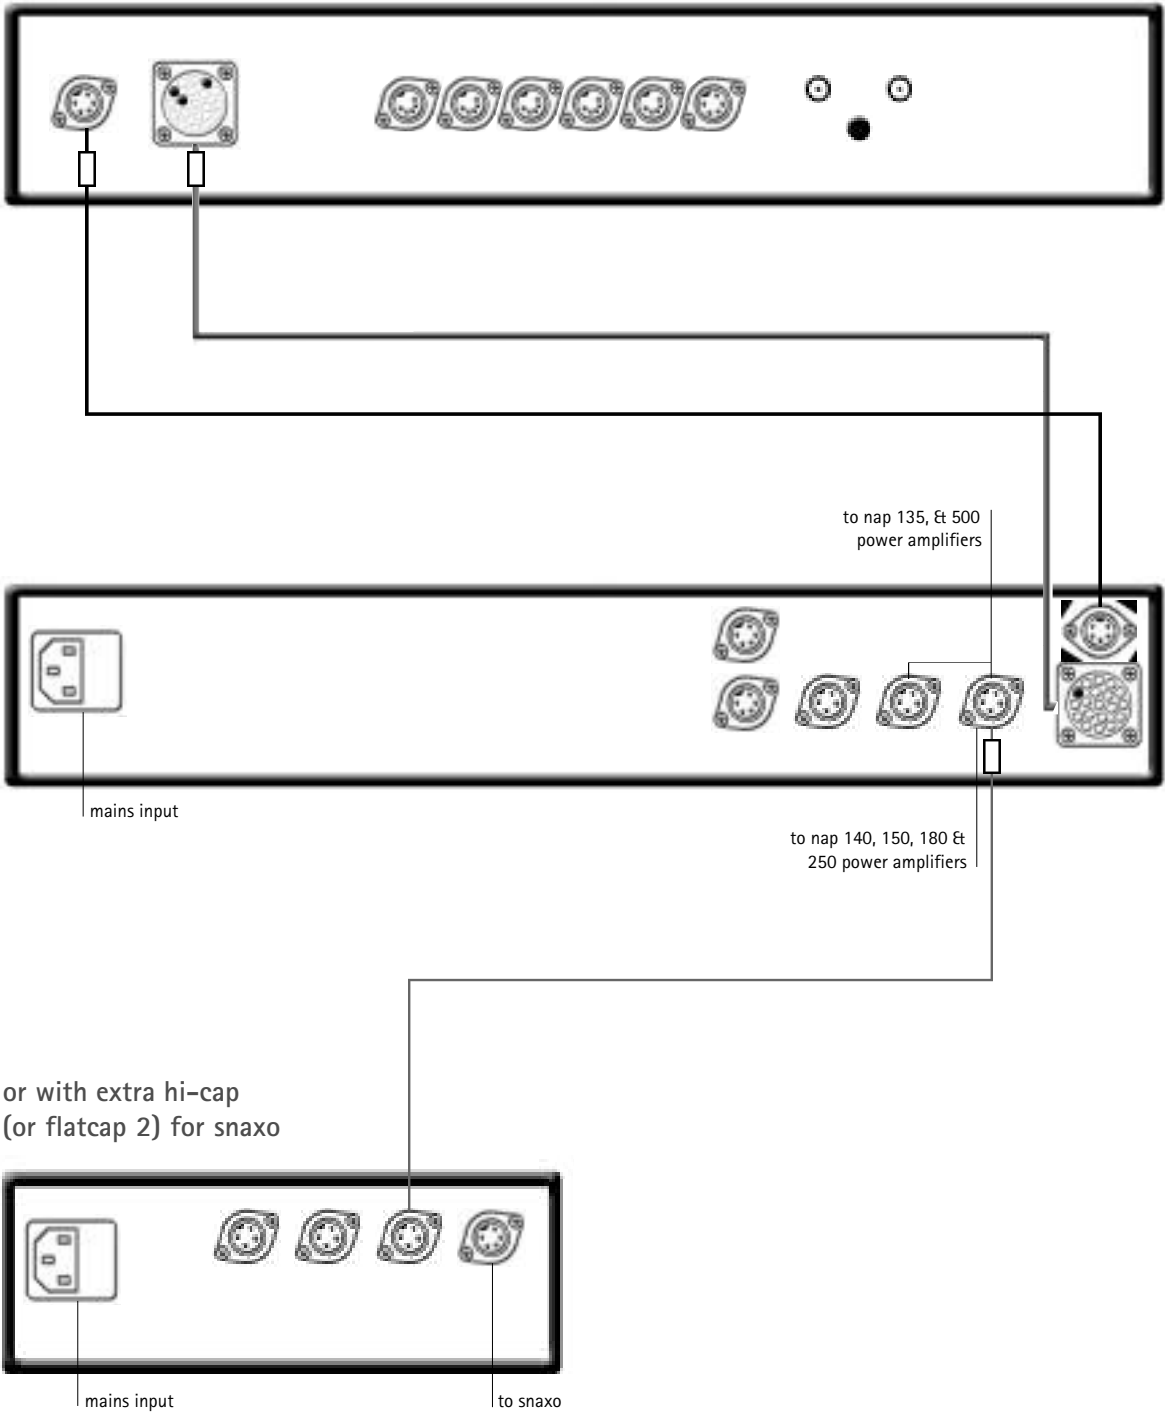 to nap 135, & 500
power amplifiers
mains input
to nap 140, 150, 180 &
250 power amplifiers
or with extra hi-cap
(or flatcap 2) for snaxo
mains input
to snaxo